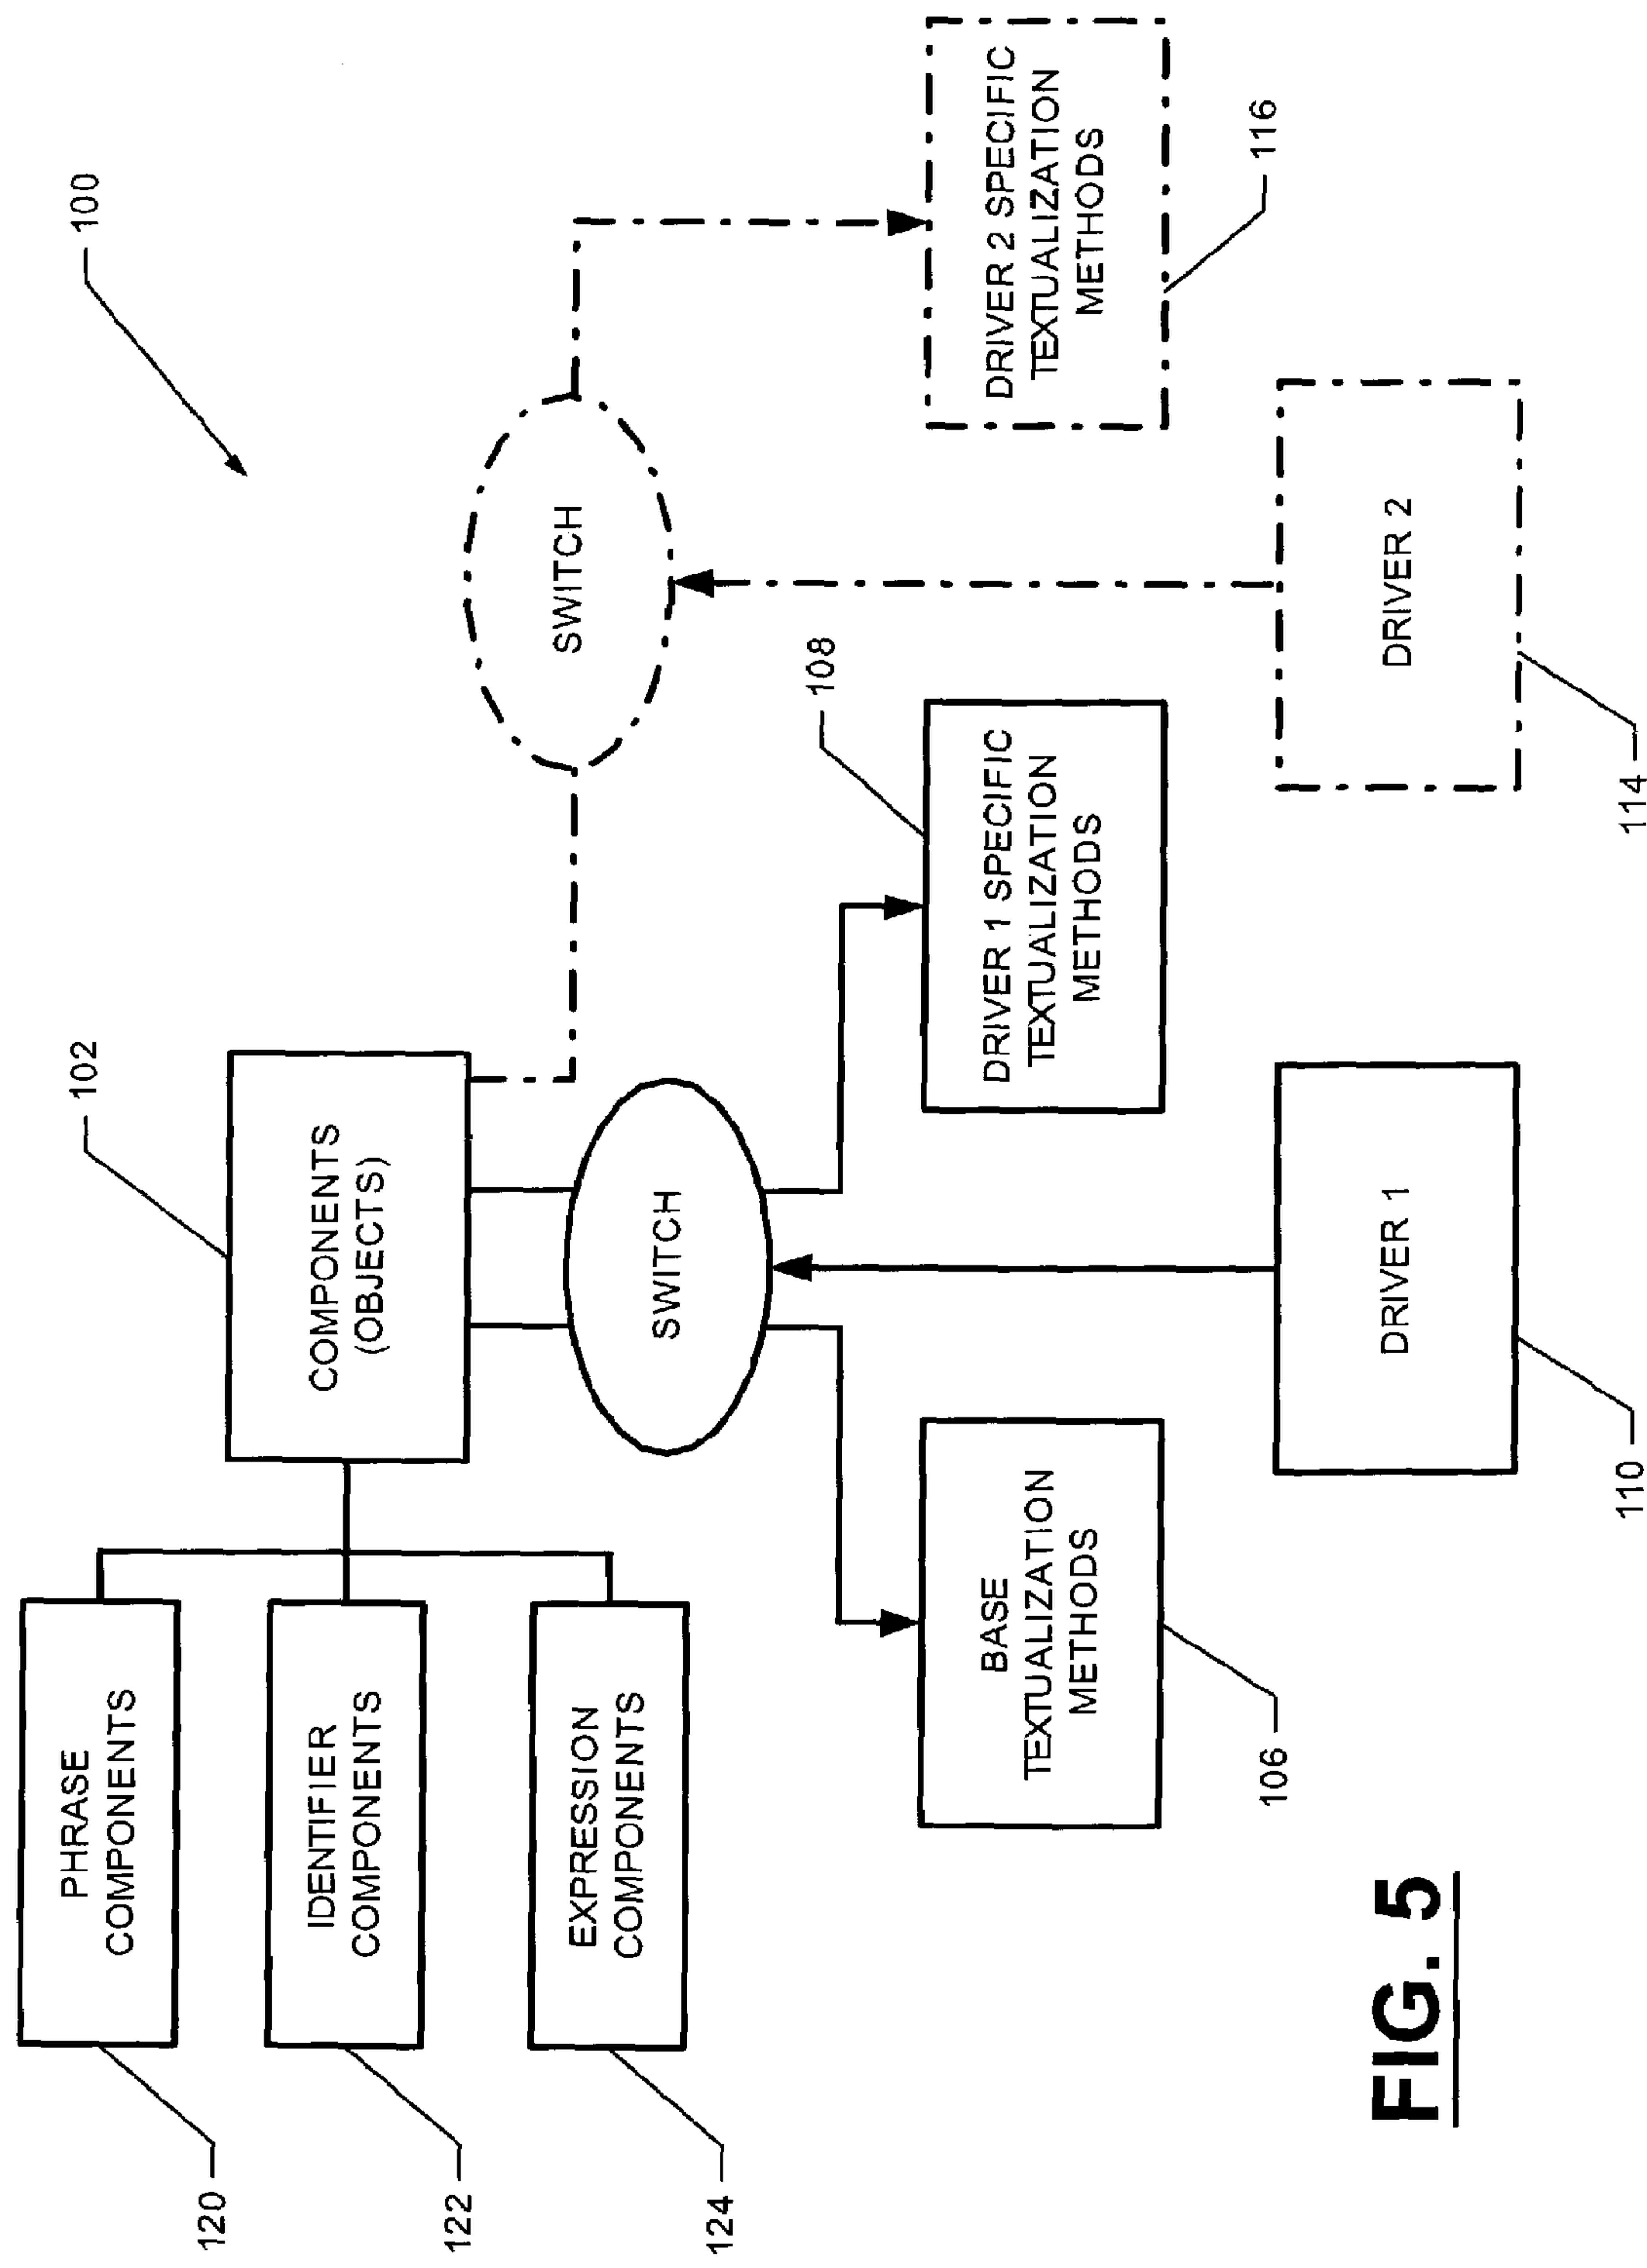 100
120
PHRASE
COMPONENTS
122
IDENTIFIER
COMPONENTS
124
EXPRESSION
COMPONENTS
102
COMPONENTS
(OBJECTS)
SWITCH
SWITCH
BASE
TEXTUALIZATION
METHODS
106
DRIVER 1 SPECIFIC
TEXTUALIZATION
METHODS
108
DRIVER 2 SPECIFIC
TEXTUALIZATION
METHODS
116
DRIVER 1
110
DRIVER 2
114
FIG. 5